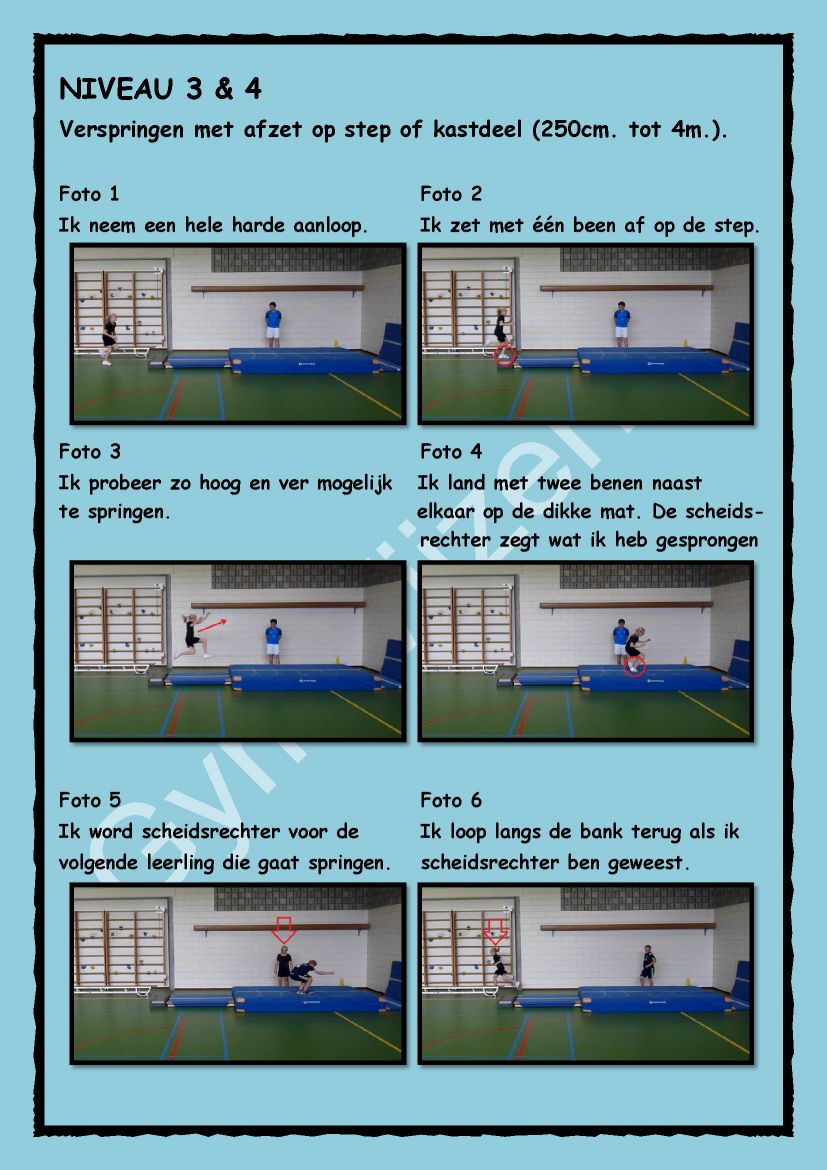 NIVEAU 3 & 4
Verspringen met afzet op step of kastdeel (250cm. tot 4m.).
Foto 1
Ik neem een hele harde aanloop.
Foto 2
Ik zet met één been af op de step.
Foto 3
Ik probeer zo hoog en ver mogelijk
te springen.
Foto 4
Ik land met twee benen naast
elkaar op de dikke mat. De scheids-
rechter zegt wat ik heb gesprongen
Foto 5
Ik word scheidsrechter voor de
volgende leerling die gaat springen.
Foto 6
Ik loop langs de bank terug als ik
scheidsrechter ben geweest.